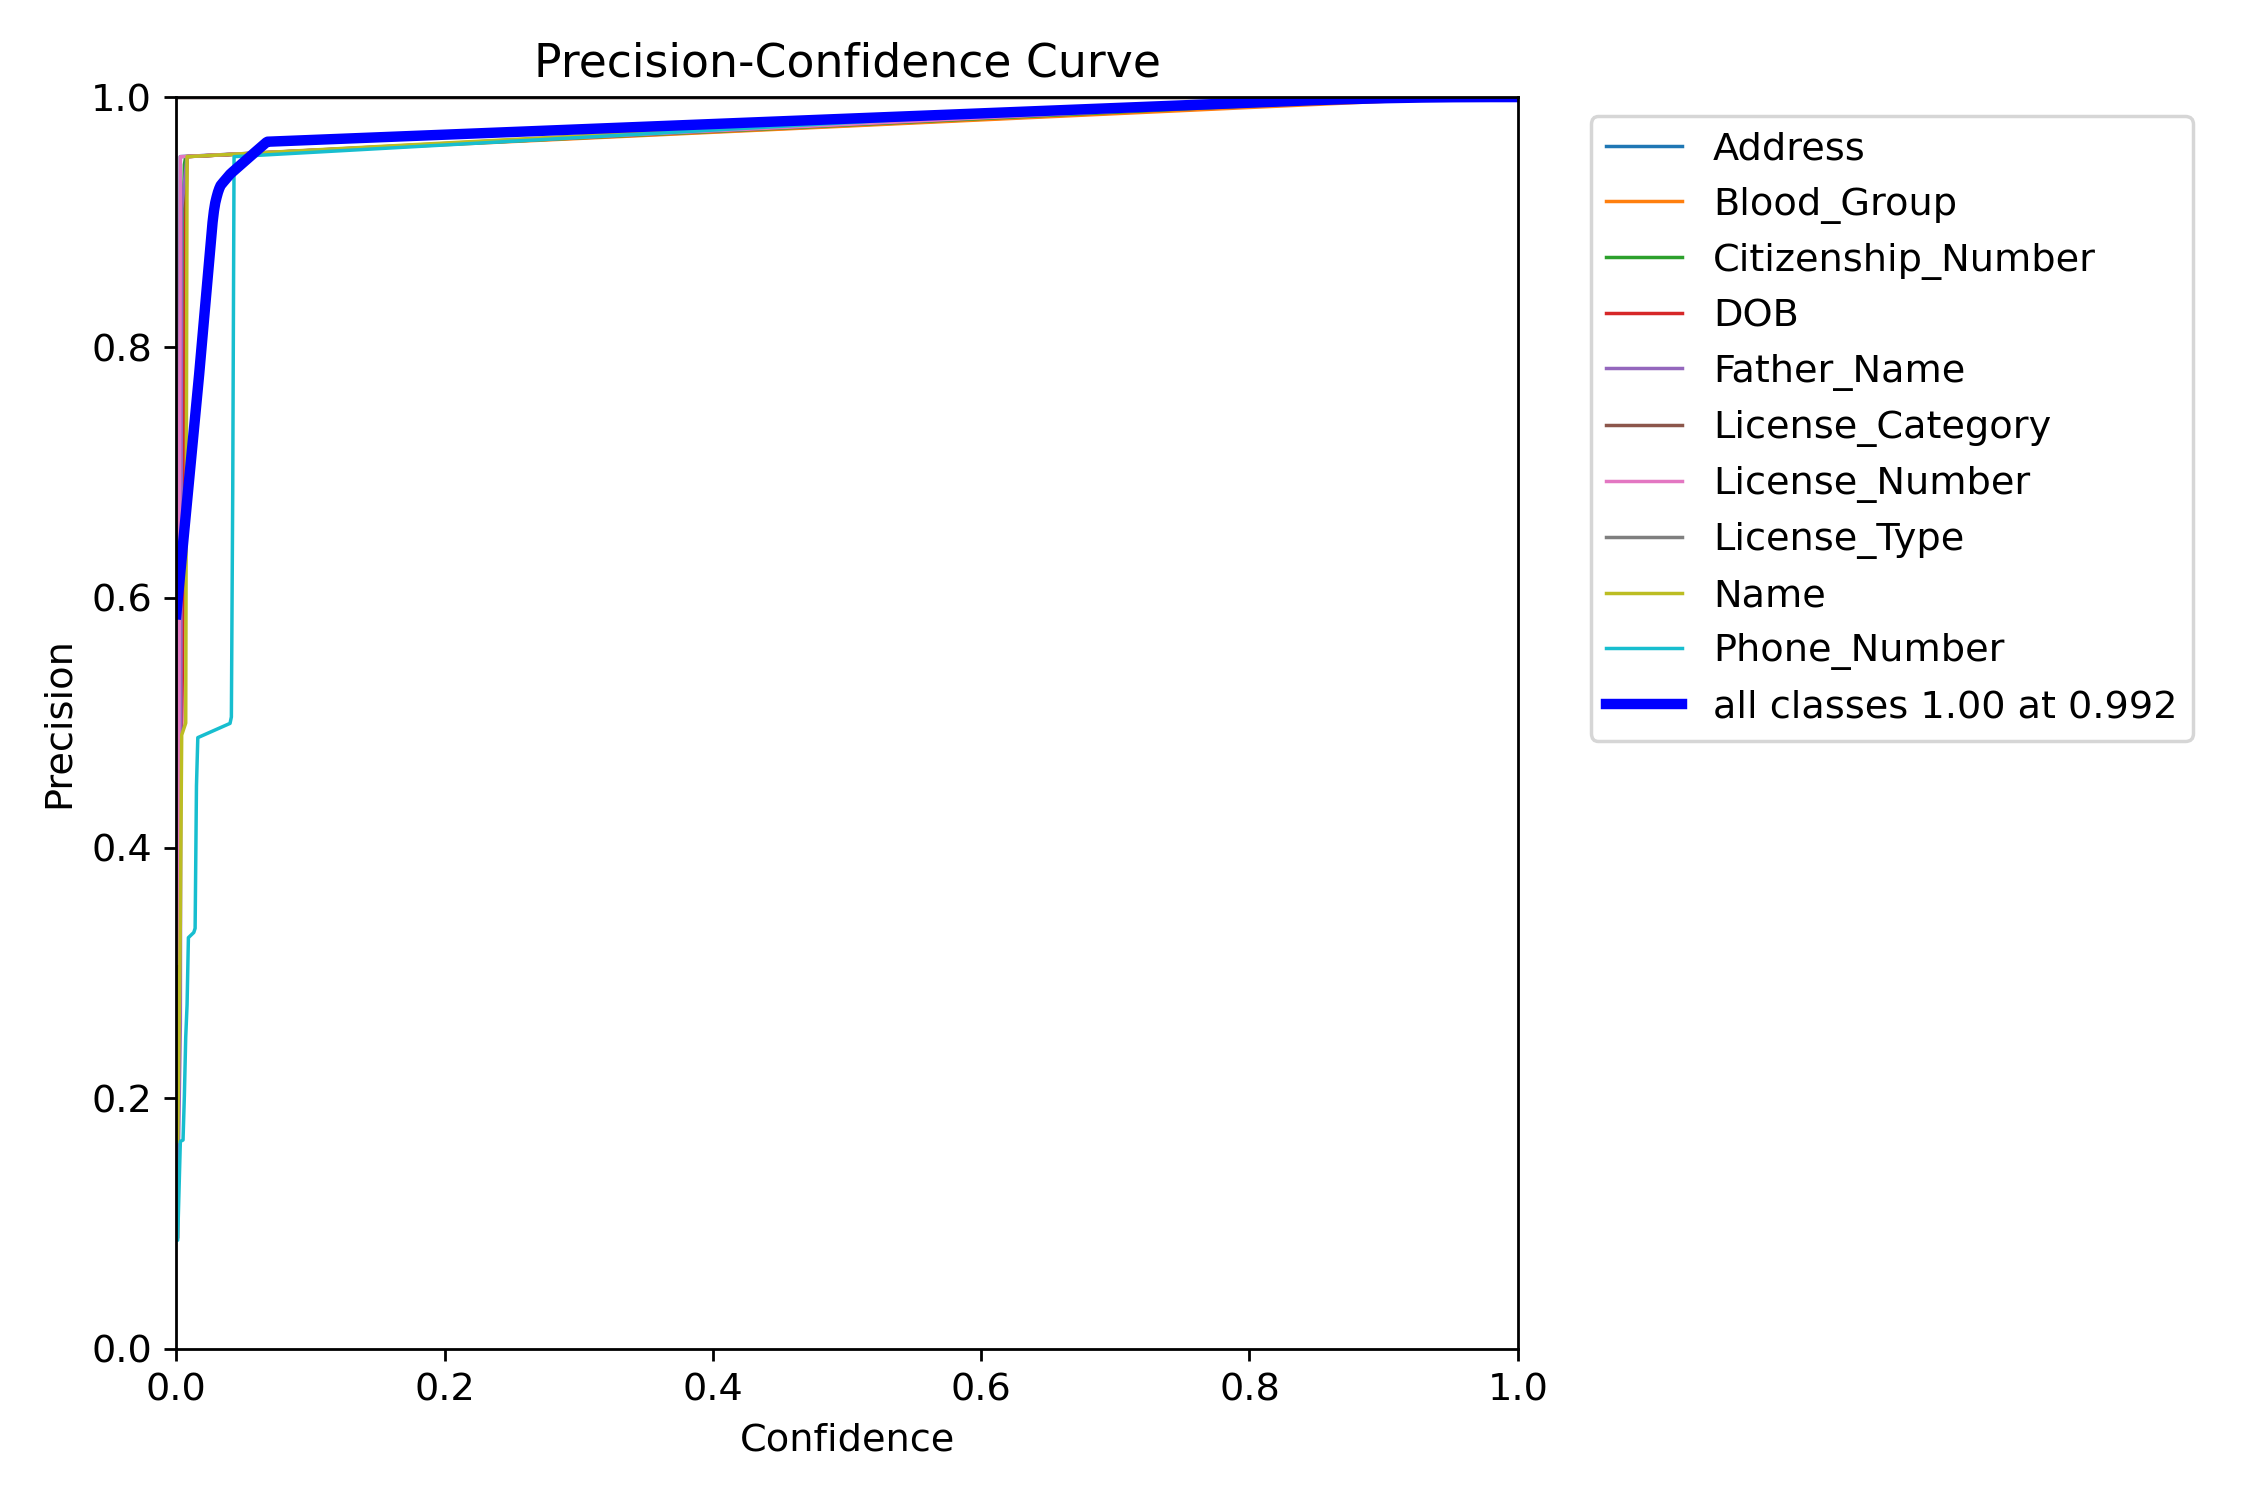 Precision-Confidence Curve
1.0
0.8
0.6
0.4
0.2
0.0
Precision
0.0 0.2 0.4 0.6 0.8 1.0
Confidence
Address
Blood_Group
Citizenship_Number
DOB
Father_Name
License_Category
License_Number
License_Type
Name
Phone_Number
all classes 1.00 at 0.992